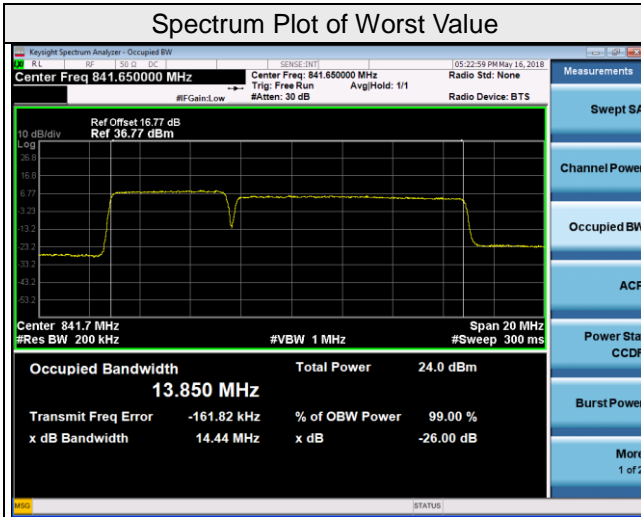 Spectrum Plot of Worst Value
Keysight Spectrum Analyzer - Occupied BW
RL RF 50 Ω DC SENSE:INT 05:22:59 PM May 16, 2018
Center Freq 841.650000 MHz
Center Freq: 841.650000 MHz
Radio Std: None
Trig: Free Run Avg|Hold: 1/1
#IFGain:Low #Atten: 30 dB Radio Device: BTS
Measurements
Swept SA
Channel Power
Occupied BW
ACP
Power Sta
CCDF
Burst Power
More
1 of 2
Ref Offset 16.77 dB
10 dB/div Ref 36.77 dBm
Log
26.8
16.8
6.77
-3.23
-13.2
-23.2
-33.2
-43.2
-53.2
Center 841.7 MHz Span 20 MHz
#Res BW 200 kHz #VBW 1 MHz #Sweep 300 ms
Occupied Bandwidth Total Power 24.0 dBm
13.850 MHz
Transmit Freq Error -161.82 kHz % of OBW Power 99.00 %
x dB Bandwidth 14.44 MHz x dB -26.00 dB
MSG STATUS